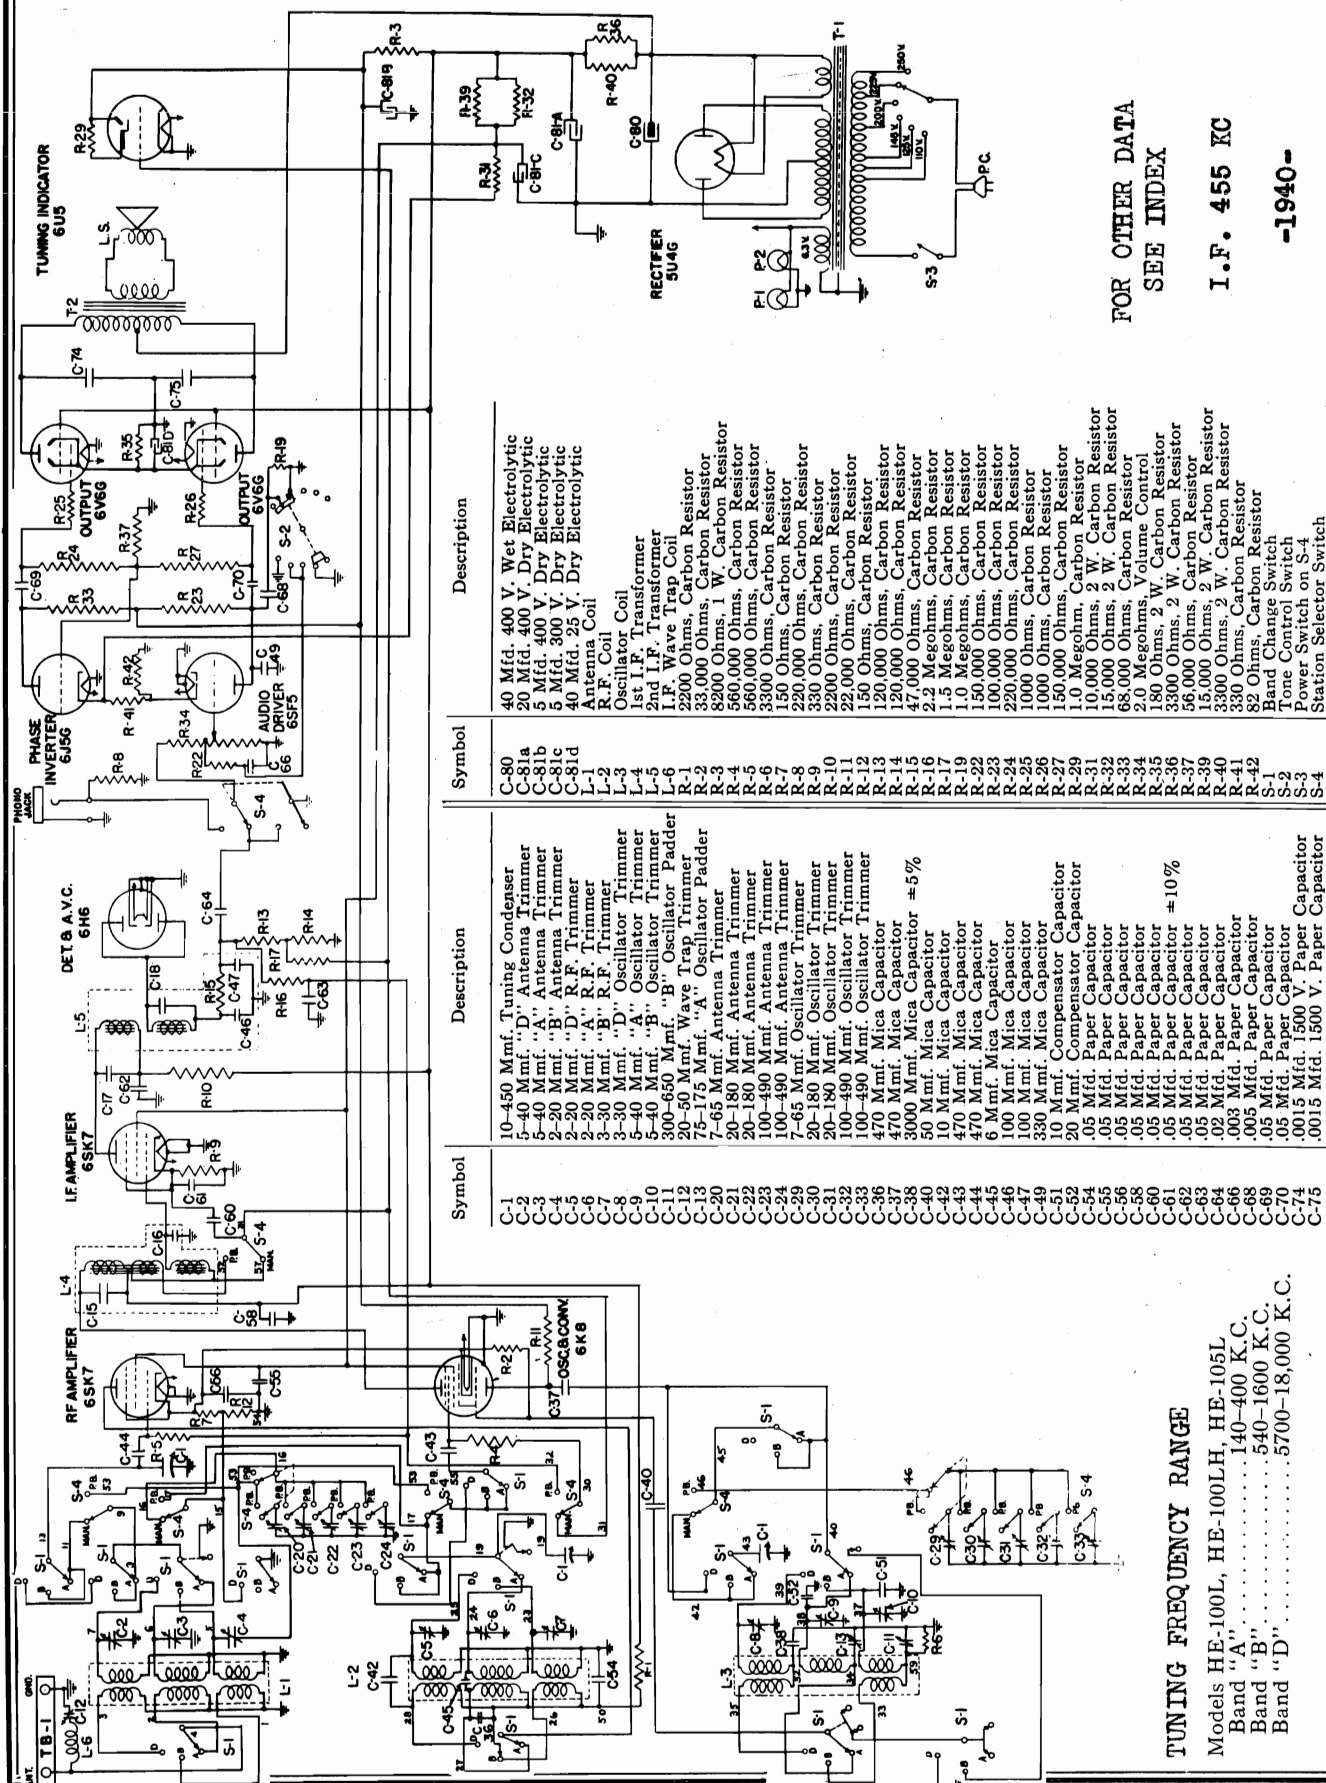 ANT.
GND.
TB-1
L-6
C-12
L-1
C-2
C-3
C-4
S-1
S-4
P.B.
MAN.
C-44
R-5
C-1
RF AMPLIFIER
6SK7
R-7
C-56
R-12
C-55
C-20
C-21
C-22
C-23
C-24
L-2
C-42
C-5
C-6
C-7
C-45
C-54
R-1
C-43
R-4
C-40
C-37
R-2
R-11
OSC. & CONV.
6K8
L-3
C-8
C-38
C-9
C-13
C-11
C-10
C-51
C-52
R-6
C-29
C-30
C-31
C-32
C-33
L-4
C-15
C-16
C-58
C-60
S-4
I.F. AMPLIFIER
6SK7
C-61
R-9
C-17
C-62
R-10
L-5
C-18
R-15
C-46
C-47
DET. & A.V.C.
6H6
C-64
R-13
R-14
R-17
R-16
C-63
PHONO
JACK
R-8
S-4
PHASE
INVERTER
6J5G
R-41
R-42
R-34
R-22
C-66
AUDIO
DRIVER
6SF5
C-49
C-69
R-33
R-24
R-23
R-27
C-70
C-68
R-37
R-25
OUTPUT
6V6G
R-35
C-81D
R-26
OUTPUT
6V6G
S-2
R-19
C-74
C-75
T-2
L.S.
TUNING INDICATOR
6U5
R-29
R-3
C-81B
R-39
R-32
R-31
C-81-C
C-81-A
R-36
R-40
C-80
RECTIFIER
5U4G
P-1
P-2
6.3 V.
T-1
110V.
125V.
145V.
200V.
225V.
250V.
S-3
P.C.
FOR OTHER DATA
SEE INDEX
I.F. 455 KC
-1940-
TUNING FREQUENCY RANGE
Models HE-100L, HE-100LH, HE-105L
Band "A" 140–400 K.C.
Band "B" 540–1600 K.C.
Band "D" 5700–18,000 K.C.
Symbol Description
C-1 10–450 Mmf. Tuning Condenser
C-2 5–40 Mmf. "D" Antenna Trimmer
C-3 5–40 Mmf. "A" Antenna Trimmer
C-4 2–20 Mmf. "B" Antenna Trimmer
C-5 2–20 Mmf. "D" R.F. Trimmer
C-6 2–20 Mmf. "A" R.F. Trimmer
C-7 3–30 Mmf. "B" R.F. Trimmer
C-8 3–30 Mmf. "D" Oscillator Trimmer
C-9 5–40 Mmf. "A" Oscillator Trimmer
C-10 5–40 Mmf. "B" Oscillator Trimmer
C-11 300–650 Mmf. "B" Oscillator Padder
C-12 20–50 Mmf. Wave Trap Trimmer
C-13 75–175 Mmf. "A" Oscillator Padder
C-20 7–65 Mmf. Antenna Trimmer
C-21 20–180 Mmf. Antenna Trimmer
C-22 20–180 Mmf. Antenna Trimmer
C-23 100–490 Mmf. Antenna Trimmer
C-24 100–490 Mmf. Antenna Trimmer
C-29 7–65 Mmf. Oscillator Trimmer
C-30 20–180 Mmf. Oscillator Trimmer
C-31 20–180 Mmf. Oscillator Trimmer
C-32 100–490 Mmf. Oscillator Trimmer
C-33 100–490 Mmf. Oscillator Trimmer
C-36 470 Mmf. Mica Capacitor
C-37 470 Mmf. Mica Capacitor
C-38 3000 Mmf. Mica Capacitor ±5%
C-40 50 Mmf. Mica Capacitor
C-42 10 Mmf. Mica Capacitor
C-43 470 Mmf. Mica Capacitor
C-44 470 Mmf. Mica Capacitor
C-45 6 Mmf. Mica Capacitor
C-46 100 Mmf. Mica Capacitor
C-47 100 Mmf. Mica Capacitor
C-49 330 Mmf. Mica Capacitor
C-51 10 Mmf. Compensator Capacitor
C-52 20 Mmf. Compensator Capacitor
C-54 .05 Mfd. Paper Capacitor
C-55 .05 Mfd. Paper Capacitor
C-56 .05 Mfd. Paper Capacitor
C-58 .05 Mfd. Paper Capacitor
C-60 .05 Mfd. Paper Capacitor
C-61 .05 Mfd. Paper Capacitor ±10%
C-62 .05 Mfd. Paper Capacitor
C-63 .05 Mfd. Paper Capacitor
C-64 .02 Mfd. Paper Capacitor
C-66 .003 Mfd. Paper Capacitor
C-68 .005 Mfd. Paper Capacitor
C-69 .05 Mfd. Paper Capacitor
C-70 .05 Mfd. Paper Capacitor
C-74 .0015 Mfd. 1500 V. Paper Capacitor
C-75 .0015 Mfd. 1500 V. Paper Capacitor
Symbol Description
C-80 40 Mfd. 400 V. Wet Electrolytic
C-81a 20 Mfd. 400 V. Dry Electrolytic
C-81b 5 Mfd. 400 V. Dry Electrolytic
C-81c 5 Mfd. 300 V. Dry Electrolytic
C-81d 40 Mfd. 25 V. Dry Electrolytic
L-1 Antenna Coil
L-2 R.F. Coil
L-3 Oscillator Coil
L-4 1st I.F. Transformer
L-5 2nd I.F. Transformer
L-6 I.F. Wave Trap Coil
R-1 2200 Ohms, Carbon Resistor
R-2 33,000 Ohms, Carbon Resistor
R-3 8200 Ohms, 1 W. Carbon Resistor
R-4 560,000 Ohms, Carbon Resistor
R-5 560,000 Ohms, Carbon Resistor
R-6 3300 Ohms, Carbon Resistor
R-7 150 Ohms, Carbon Resistor
R-8 220,000 Ohms, Carbon Resistor
R-9 330 Ohms, Carbon Resistor
R-10 2200 Ohms, Carbon Resistor
R-11 22,000 Ohms, Carbon Resistor
R-12 150 Ohms, Carbon Resistor
R-13 120,000 Ohms, Carbon Resistor
R-14 120,000 Ohms, Carbon Resistor
R-15 47,000 Ohms, Carbon Resistor
R-16 2.2 Megohms, Carbon Resistor
R-17 1.5 Megohms, Carbon Resistor
R-19 1.0 Megohms, Carbon Resistor
R-22 150,000 Ohms, Carbon Resistor
R-23 100,000 Ohms, Carbon Resistor
R-24 220,000 Ohms, Carbon Resistor
R-25 1000 Ohms, Carbon Resistor
R-26 1000 Ohms, Carbon Resistor
R-27 150,000 Ohms, Carbon Resistor
R-29 1.0 Megohm, Carbon Resistor
R-31 10,000 Ohms, 2 W. Carbon Resistor
R-32 15,000 Ohms, 2 W. Carbon Resistor
R-33 68,000 Ohms, Carbon Resistor
R-34 2.0 Megohms, Volume Control
R-35 180 Ohms, 2 W. Carbon Resistor
R-36 3300 Ohms, 2 W. Carbon Resistor
R-37 56,000 Ohms, Carbon Resistor
R-39 15,000 Ohms, 2 W. Carbon Resistor
R-40 3300 Ohms, 2 W. Carbon Resistor
R-41 330 Ohms, Carbon Resistor
R-42 82 Ohms, Carbon Resistor
S-1 Band Change Switch
S-2 Tone Control Switch
S-3 Power Switch on S-4
S-4 Station Selector Switch